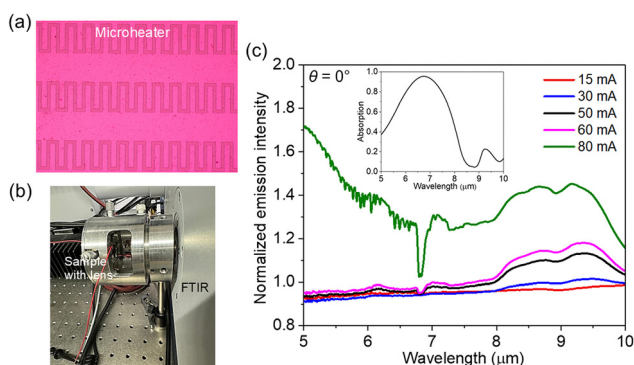 (a)
Microheater
(b)
Sample
with lens
FTIR
(c)
Normalized emission intensity
2.0
1.8
1.6
1.4
1.2
1.0
0.8
5 6 7 8 9 10
Wavelength (μm)
θ = 0°
Absorption
1.0
0.8
0.6
0.4
0.2
0.0
5 6 7 8 9 10
Wavelength (μm)
15 mA
30 mA
50 mA
60 mA
80 mA